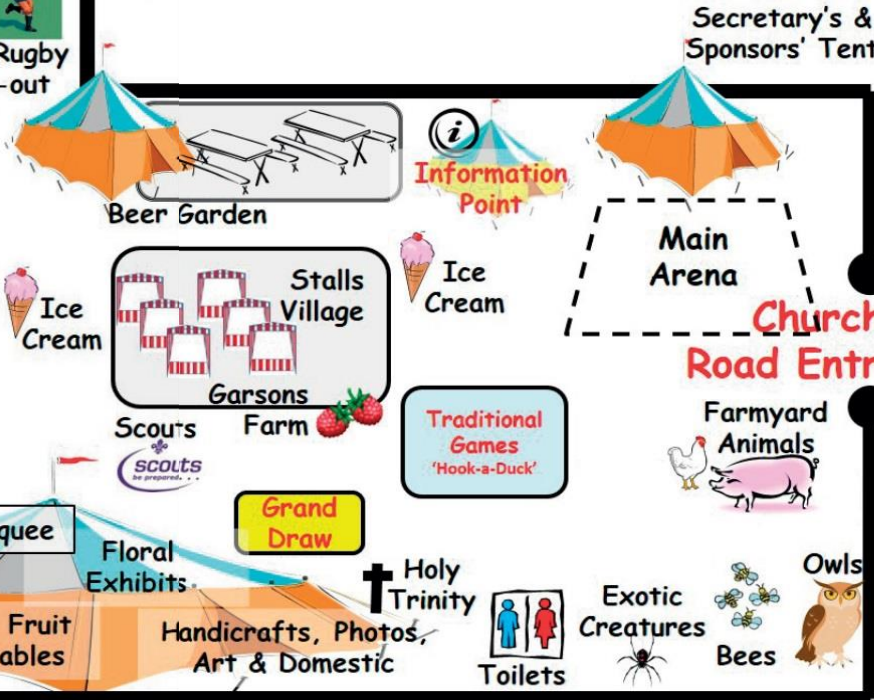 Secretary's &
Sponsors' Tent
Rugby
-out
i
Information
Point
Beer Garden
Main
Arena
Ice
Cream
Stalls
Village
Ice
Cream
Church
Road Entr
Garsons
Farm
Scouts
scouts
be prepared...
Traditional
Games
'Hook-a-Duck'
Farmyard
Animals
Grand
Draw
quee
Floral
Exhibits
Holy
Trinity
Owls
Exotic
Creatures
Fruit
ables
Handicrafts, Photos,
Art & Domestic
Toilets
Bees